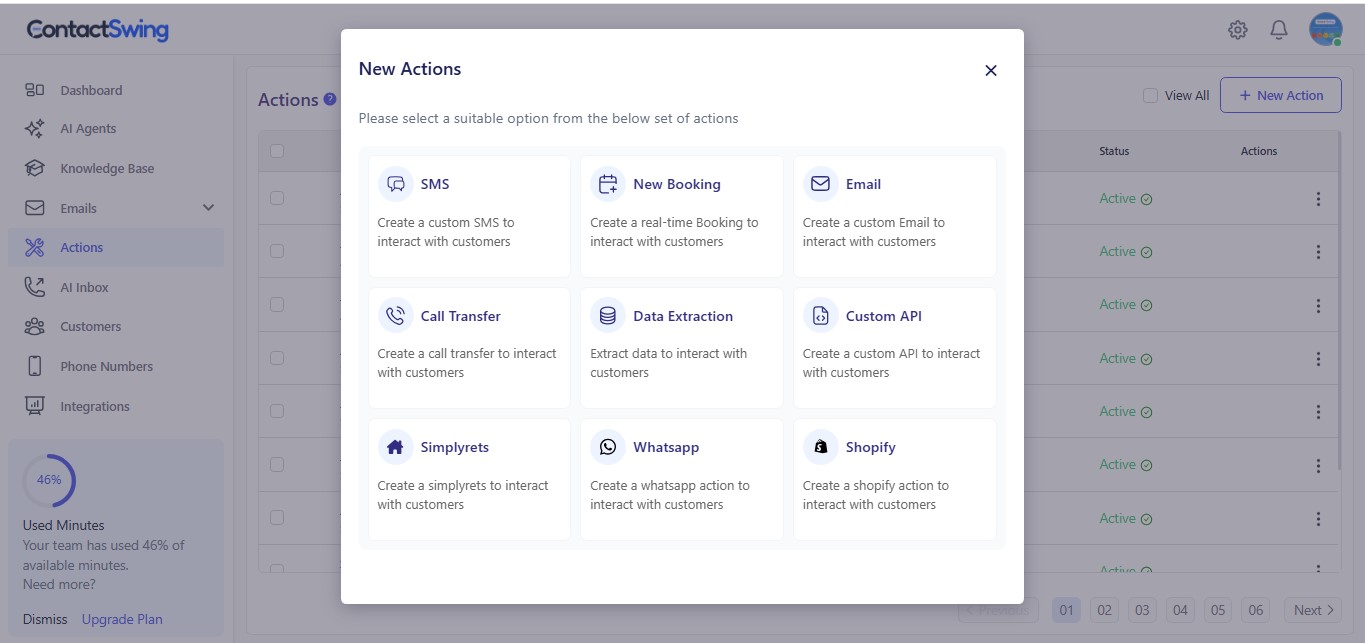 ContactSwing
Dashboard
AI Agents
Knowledge Base
Emails
Actions
AI Inbox
Customers
Phone Numbers
Integrations
46%
Used Minutes
Your team has used 46% of
available minutes.
Need more?
Dismiss Upgrade Plan
Actions ?
View All
+ New Action
Status Actions
Active
Active
Active
Active
Active
Active
Active
Active
Previous 01 02 03 04 05 06 Next
New Actions
Please select a suitable option from the below set of actions
SMS
Create a custom SMS to
interact with customers
New Booking
Create a real-time Booking to
interact with customers
Email
Create a custom Email to
interact with customers
Call Transfer
Create a call transfer to interact
with customers
Data Extraction
Extract data to interact with
customers
Custom API
Create a custom API to interact
with customers
Simplyrets
Create a simplyrets to interact
with customers
Whatsapp
Create a whatsapp action to
interact with customers
Shopify
Create a shopify action to
interact with customers